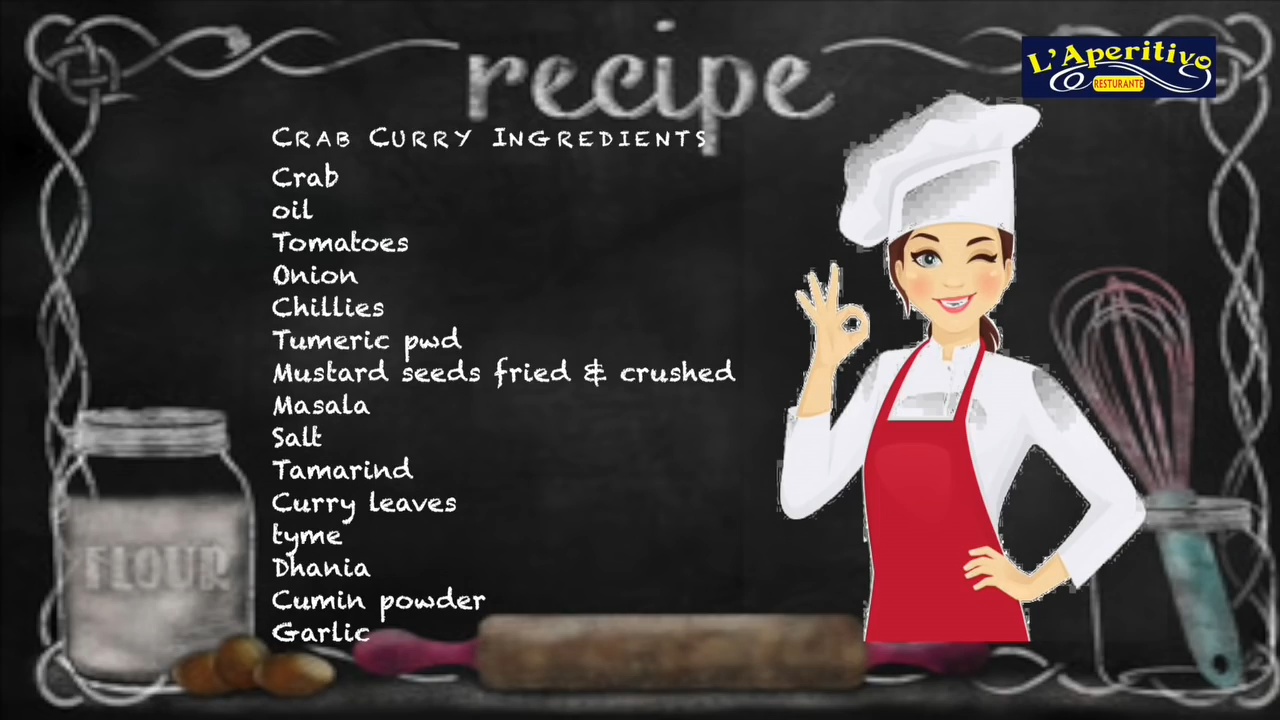 recipe
L'Aperitivo
RESTURANTE
CRAB CURRY INGREDIENTS
Crab
oil
Tomatoes
Onion
Chillies
Tumeric pwd
Mustard seeds fried & crushed
Masala
Salt
Tamarind
Curry leaves
tyme
Dhania
Cumin powder
Garlic
FLOUR